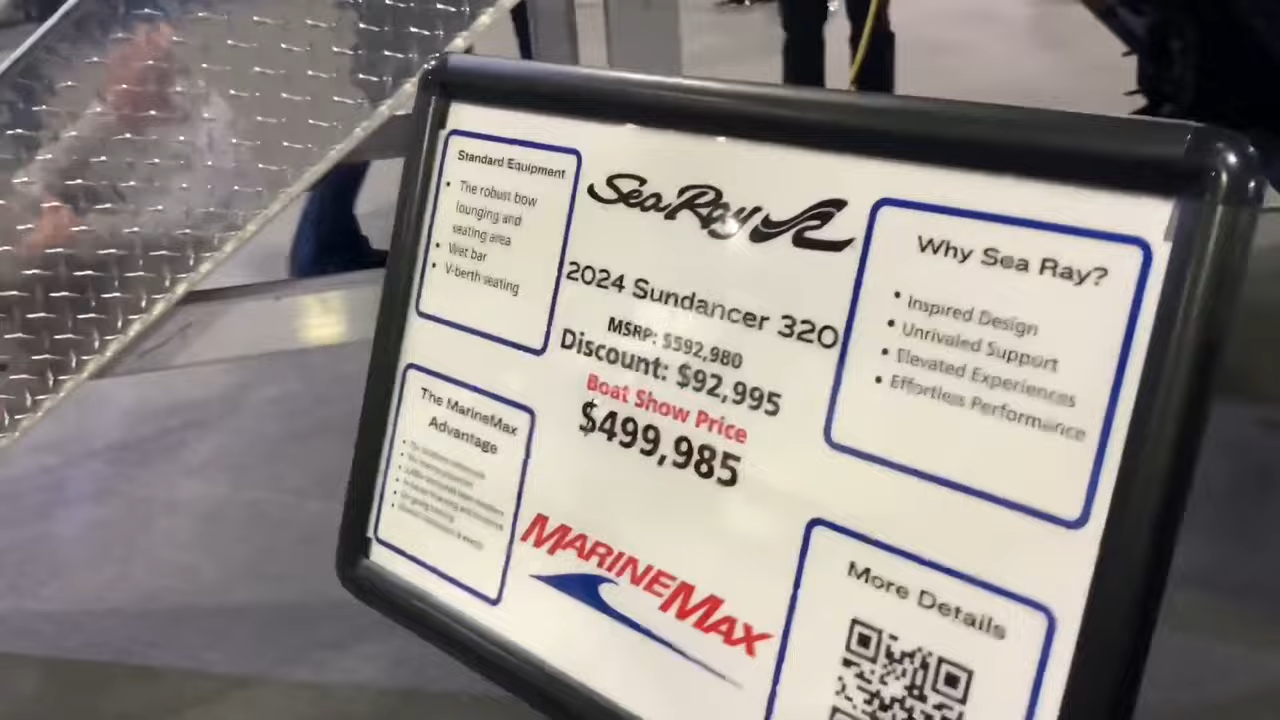 Standard Equipment
• The robust bow
lounging and
seating area
• Wet bar
• V-berth seating
Sea Ray
2024 Sundancer 320
MSRP: $592,980
Discount: $92,995
Boat Show Price
$499,985
Why Sea Ray?
• Inspired Design
• Unrivaled Support
• Elevated Experiences
• Effortless Performance
The MarineMax
Advantage
MARINEMAX
More Details